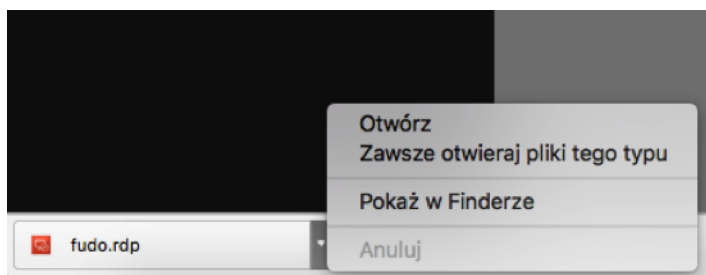 Otwórz
Zawsze otwieraj pliki tego typu
Pokaż w Finderze
Anuluj
fudo.rdp